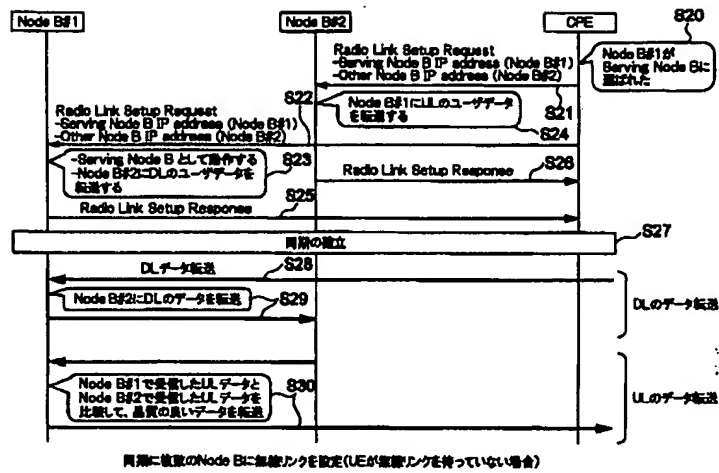 Node B#1
Node B#2
CPE
S20
Node B#1が
Serving Node Bに
選ばれた
Radio Link Setup Request
-Serving Node B IP address (Node B#1)
-Other Node B IP address (Node B#2)
S21
S22
Node B#1にULのユーザデータ
を転送する
S24
Radio Link Setup Request
-Serving Node B IP address (Node B#1)
-Other Node B IP address (Node B#2)
-Serving Node B として動作する
-Node B#2にDLのユーザデータを
転送する
S23
Radio Link Setup Response
S26
Radio Link Setup Response
S25
同期の確立
S27
DLデータ転送
S28
Node B#2にDLのデータを転送
S29
DLのデータ転送
Node B#1で受信したULデータと
Node B#2で受信したULデータを
比較して、品質の良いデータを転送
S30
ULのデータ転送
同期に複数のNode Bに無線リンクを設定(UEが無線リンクを持っていない場合)